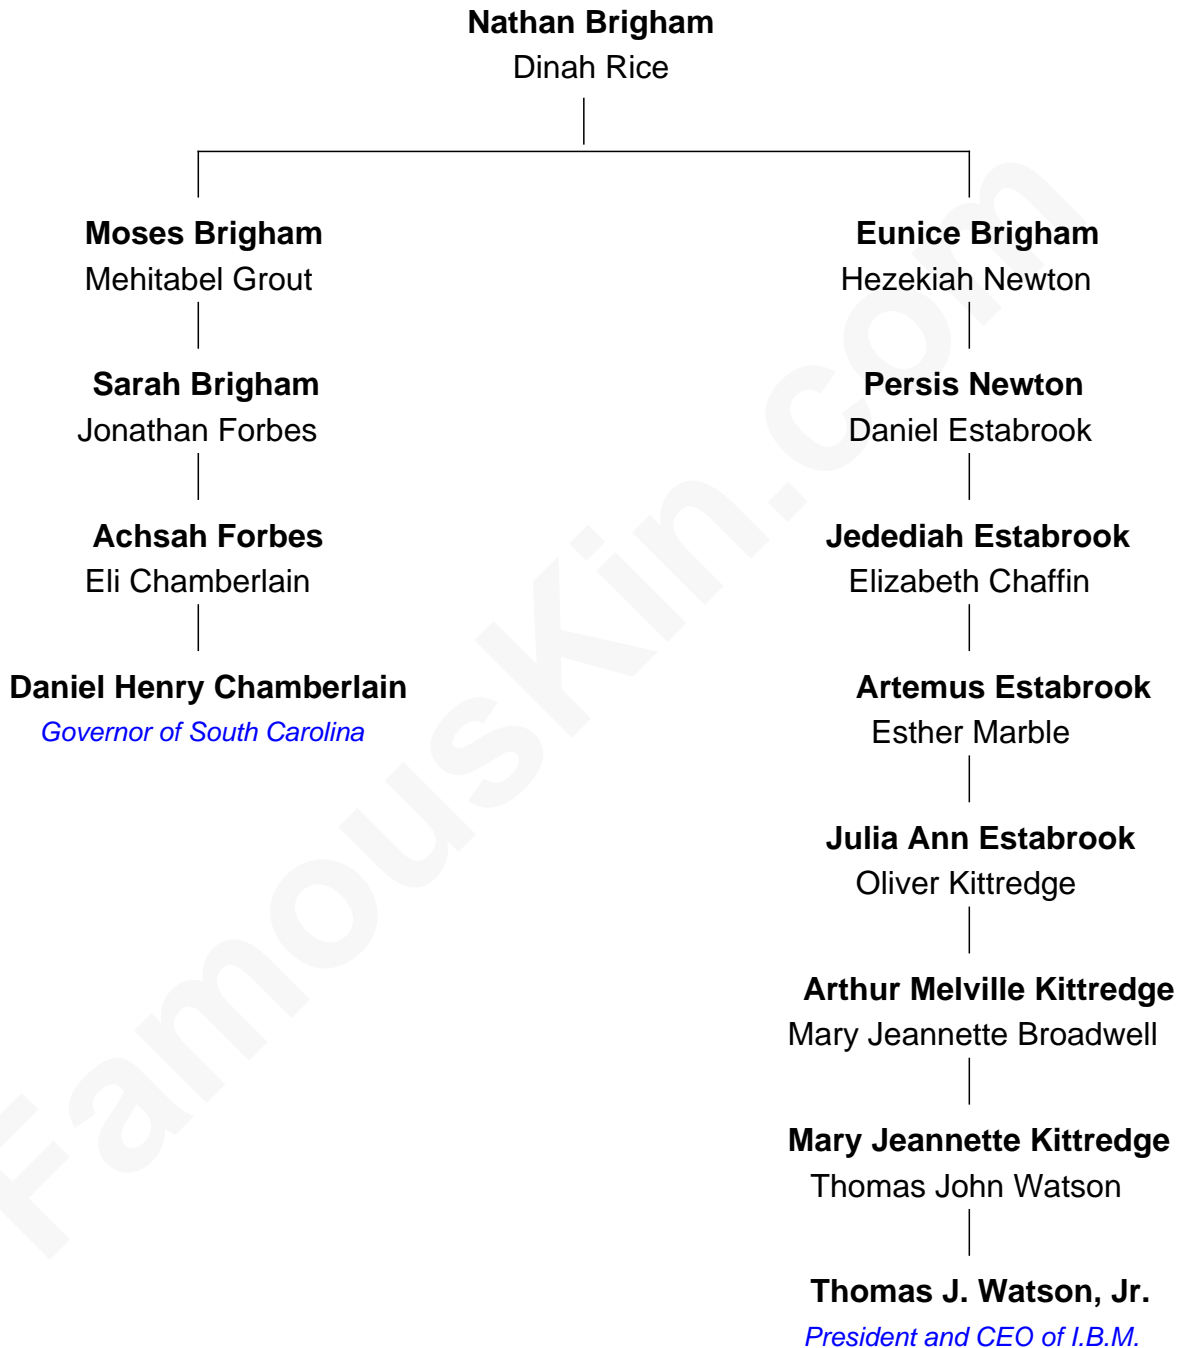 Nathan Brigham
Dinah Rice
Moses Brigham
Mehitabel Grout
Sarah Brigham
Jonathan Forbes
Achsah Forbes
Eli Chamberlain
Daniel Henry Chamberlain
Governor of South Carolina
Eunice Brigham
Hezekiah Newton
Persis Newton
Daniel Estabrook
Jedediah Estabrook
Elizabeth Chaffin
Artemus Estabrook
Esther Marble
Julia Ann Estabrook
Oliver Kittredge
Arthur Melville Kittredge
Mary Jeannette Broadwell
Mary Jeannette Kittredge
Thomas John Watson
Thomas J. Watson, Jr.
President and CEO of I.B.M.
FamousKin.com